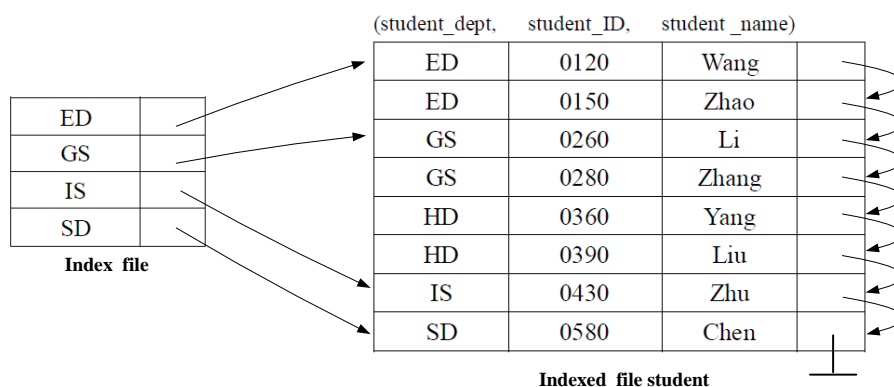 (student_dept, student_ID, student _name)
ED 0120 Wang
ED 0150 Zhao
GS 0260 Li
GS 0280 Zhang
HD 0360 Yang
HD 0390 Liu
IS 0430 Zhu
SD 0580 Chen
ED
GS
IS
SD
Index file
Indexed file student